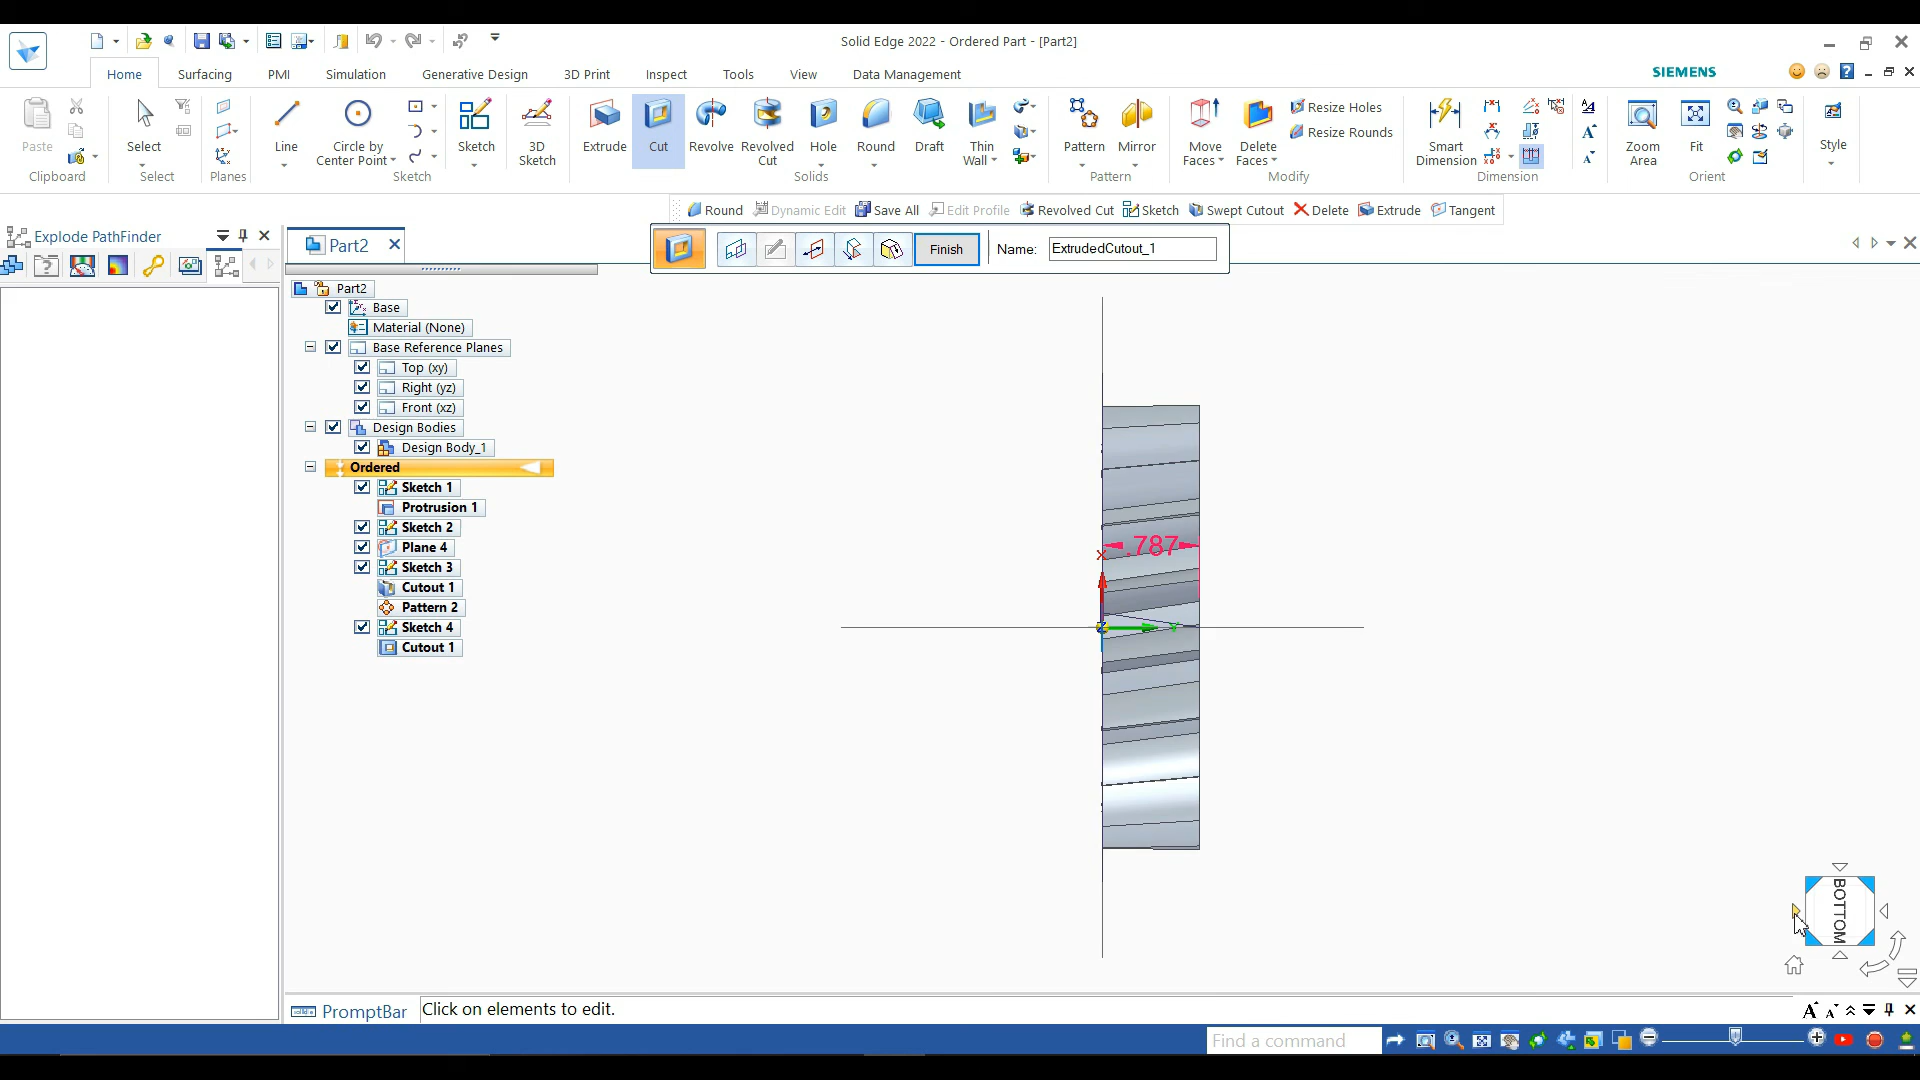 Solid Edge 2022 - Ordered Part - [Part2]
Home
Surfacing
PMI
Simulation
Generative Design
3D Print
Inspect
Tools
View
Data Management
SIEMENS
Paste
Clipboard
Select
Select
Planes
Line
Circle by
Center Point
Sketch
Sketch
3D
Sketch
Extrude
Cut
Revolve
Revolved
Cut
Hole
Round
Draft
Thin
Wall
Solids
Pattern
Mirror
Pattern
Move
Faces
Delete
Faces
Resize Holes
Resize Rounds
Modify
Smart
Dimension
Dimension
Zoom
Area
Fit
Orient
Style
Round
Dynamic Edit
Save All
Edit Profile
Revolved Cut
Sketch
Swept Cutout
Delete
Extrude
Tangent
Explode PathFinder
Part2
Finish
Name:
ExtrudedCutout_1
Part2
Base
Material (None)
Base Reference Planes
Top (xy)
Right (yz)
Front (xz)
Design Bodies
Design Body_1
Ordered
Sketch 1
Protrusion 1
Sketch 2
Plane 4
Sketch 3
Cutout 1
Pattern 2
Sketch 4
Cutout 1
.787
X
Y
BOTTOM
PromptBar
Click on elements to edit.
Find a command